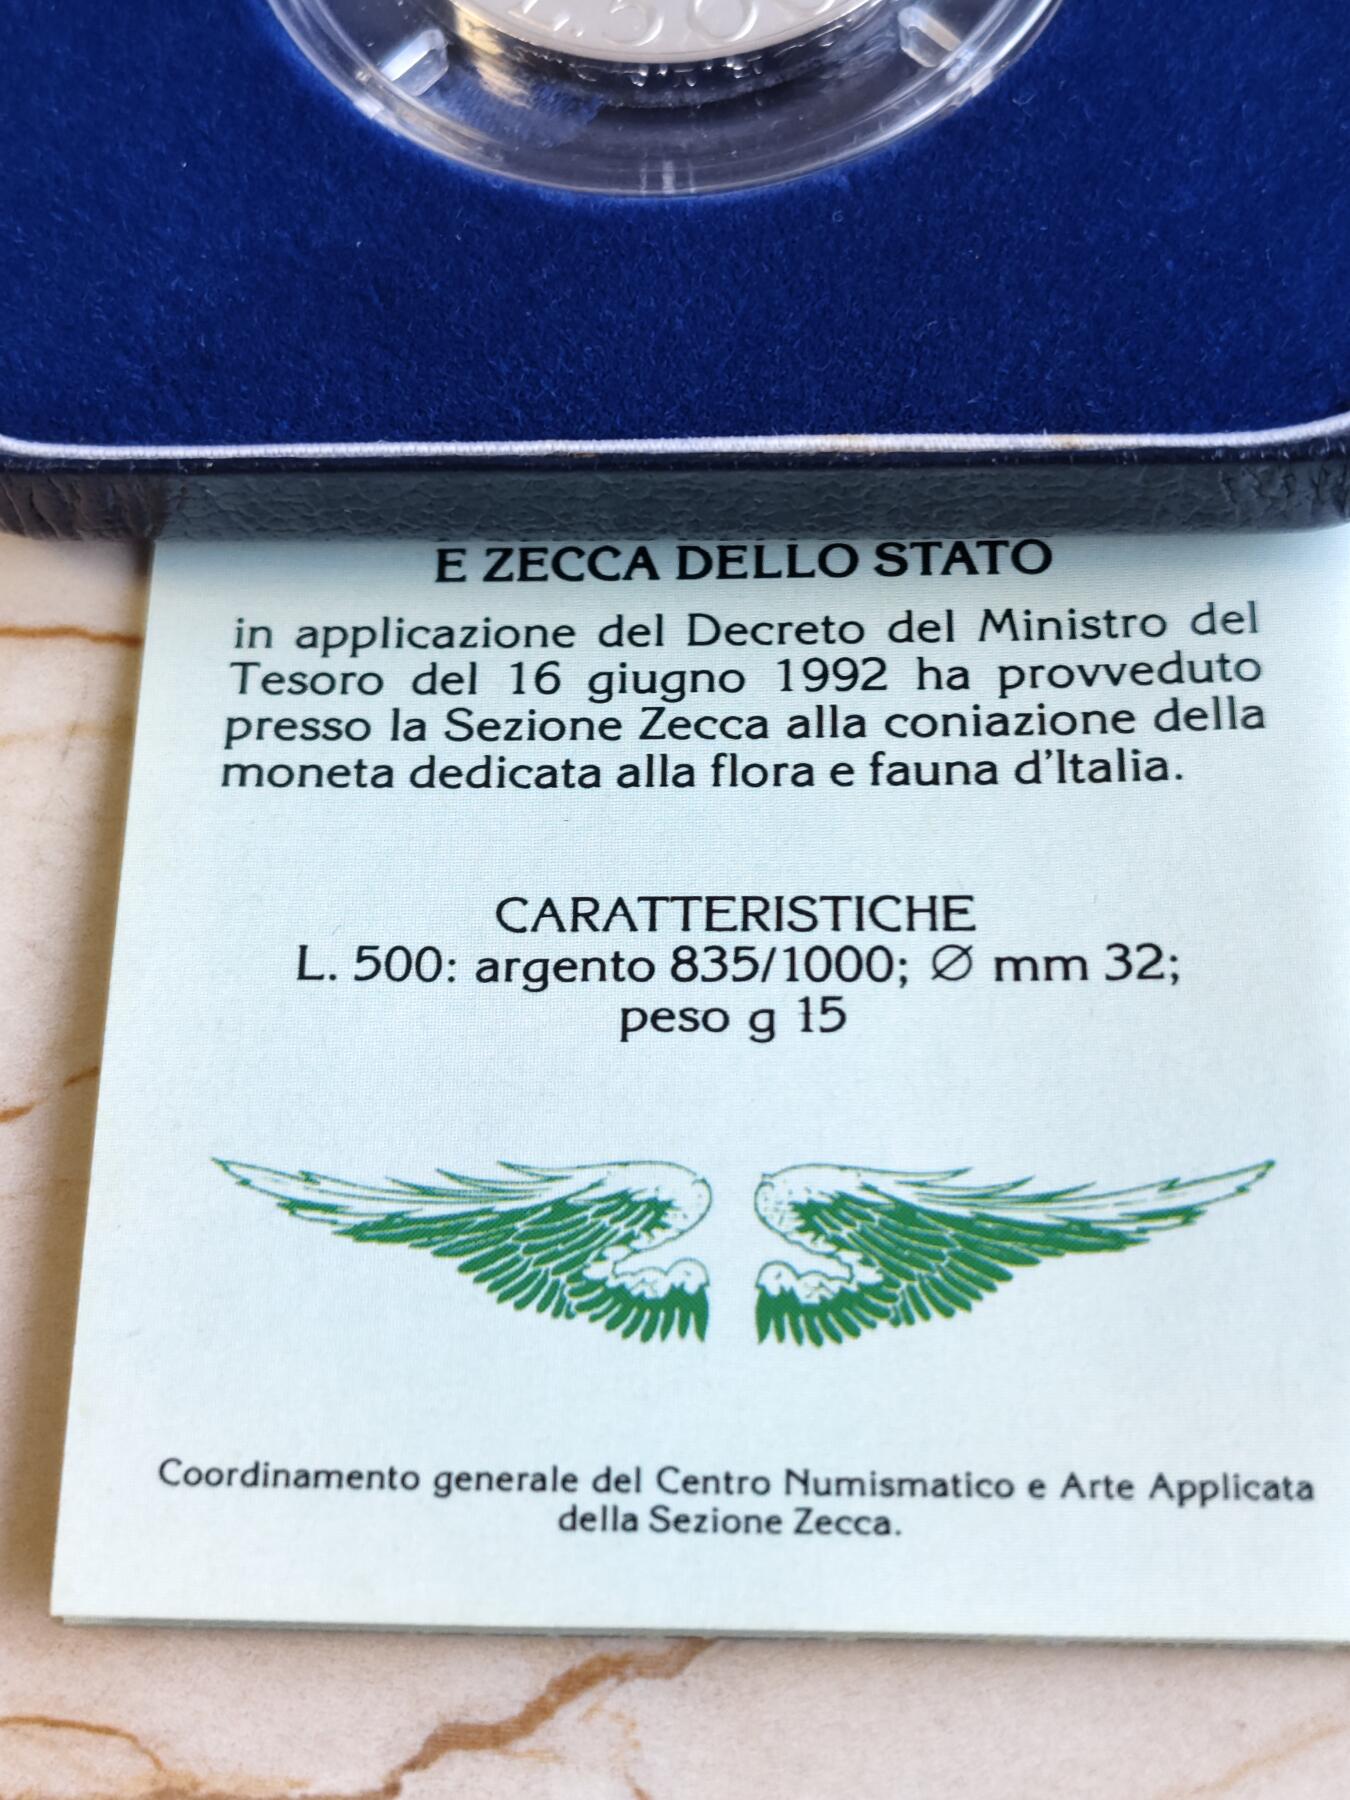 L.500
E ZECCA DELLO STATO
in applicazione del Decreto del Ministro del
Tesoro del 16 giugno 1992 ha provveduto
presso la Sezione Zecca alla coniazione della
moneta dedicata alla flora e fauna d'Italia.
CARATTERISTICHE
L. 500: argento 835/1000; Ø mm 32;
peso g 15
Coordinamento generale del Centro Numismatico e Arte Applicata
della Sezione Zecca.